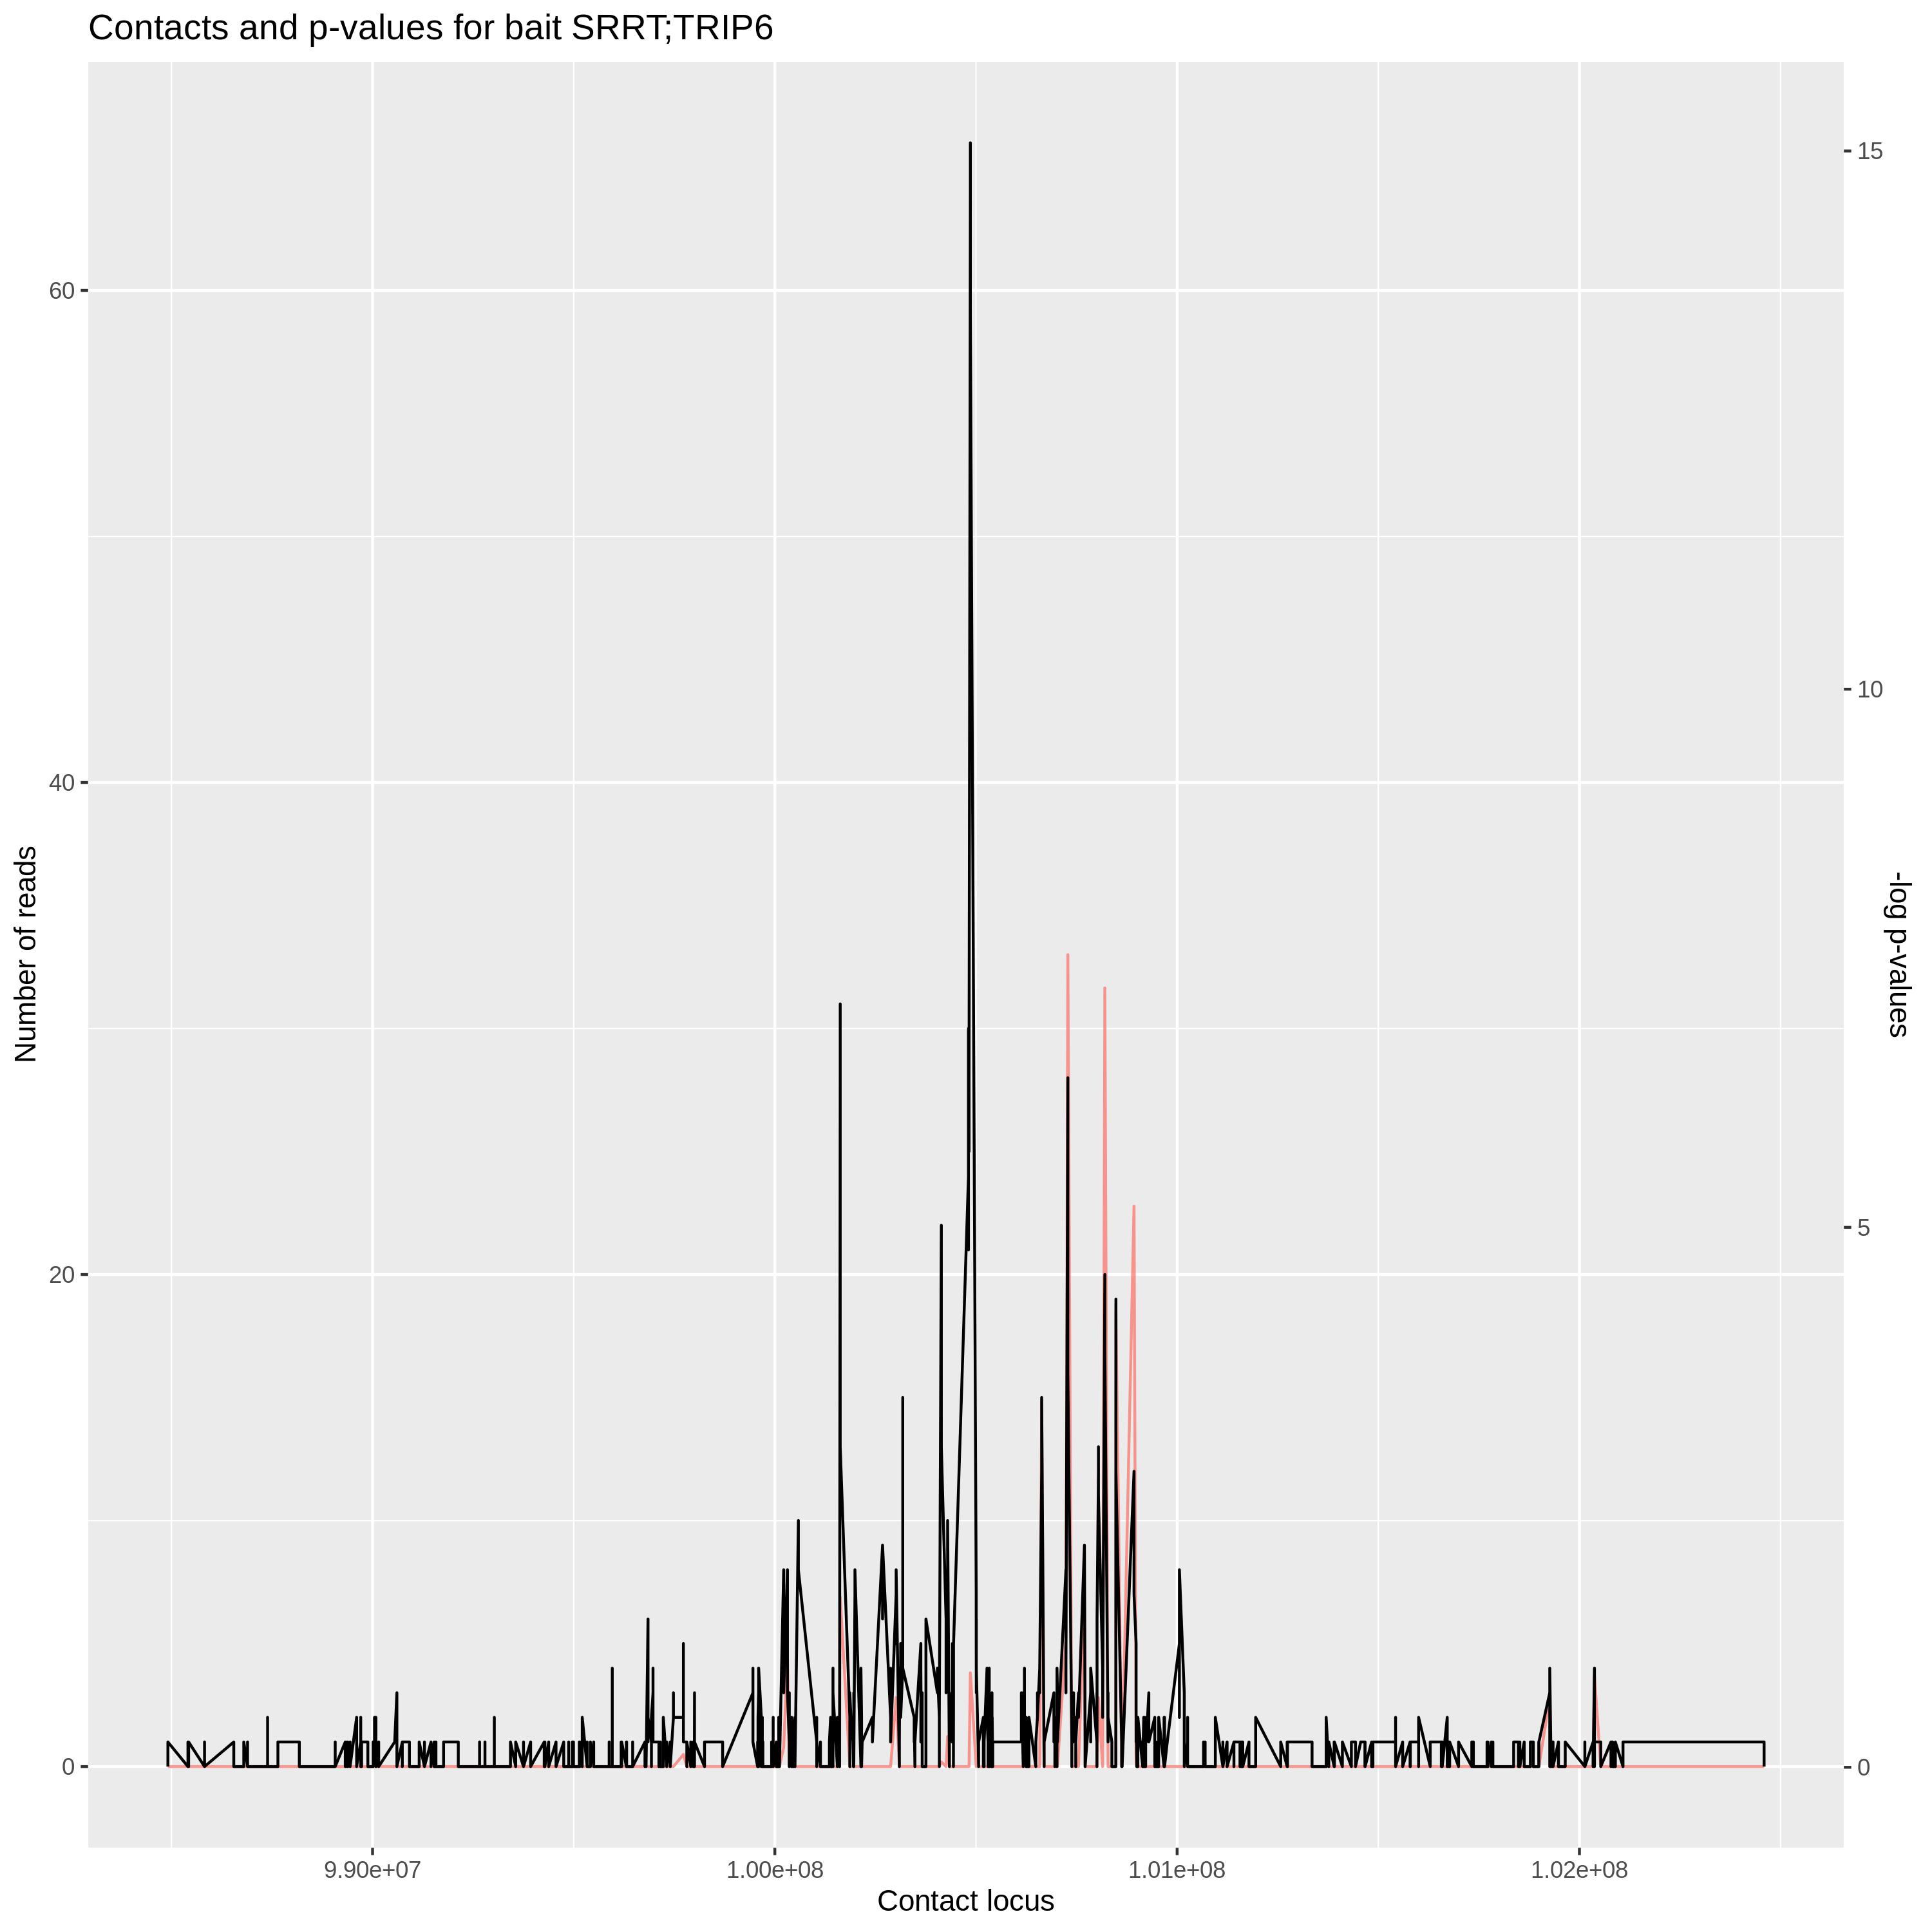 Contacts and p-values for bait SRRT;TRIP6
Number of reads
60
40
20
0
15
10
5
0
-log p-values
9.90e+07
1.00e+08
1.01e+08
1.02e+08
Contact locus